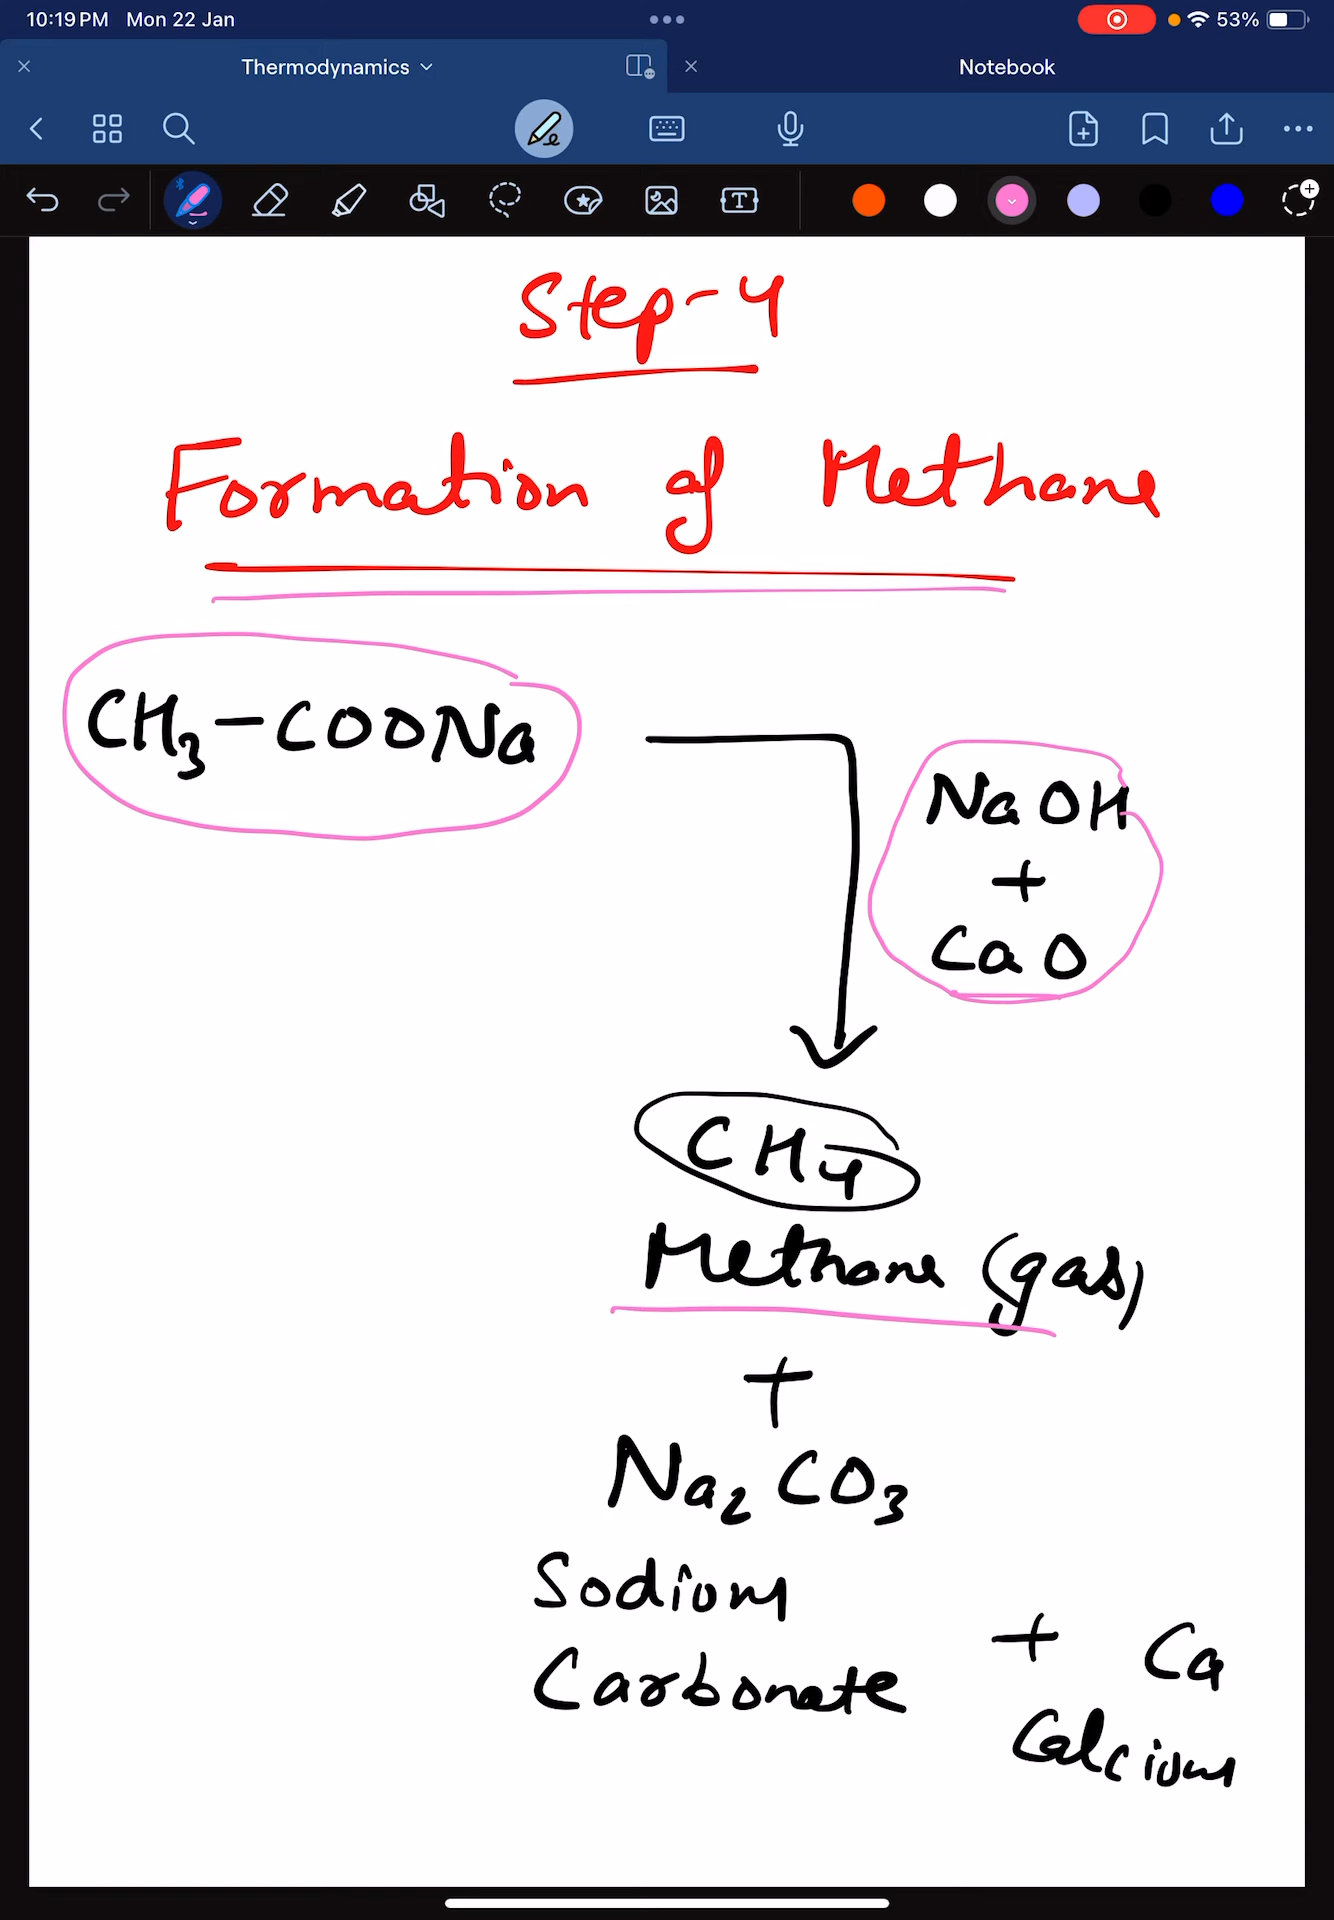 10:19 PM Mon 22 Jan
53%
Thermodynamics
Notebook
Step-4
Formation of Methane
CH₃-COONa
NaOH
+
CaO
CH₄
Methane (gas)
+
Na₂CO₃
Sodium
Carbonate
+ Ca
Calcium